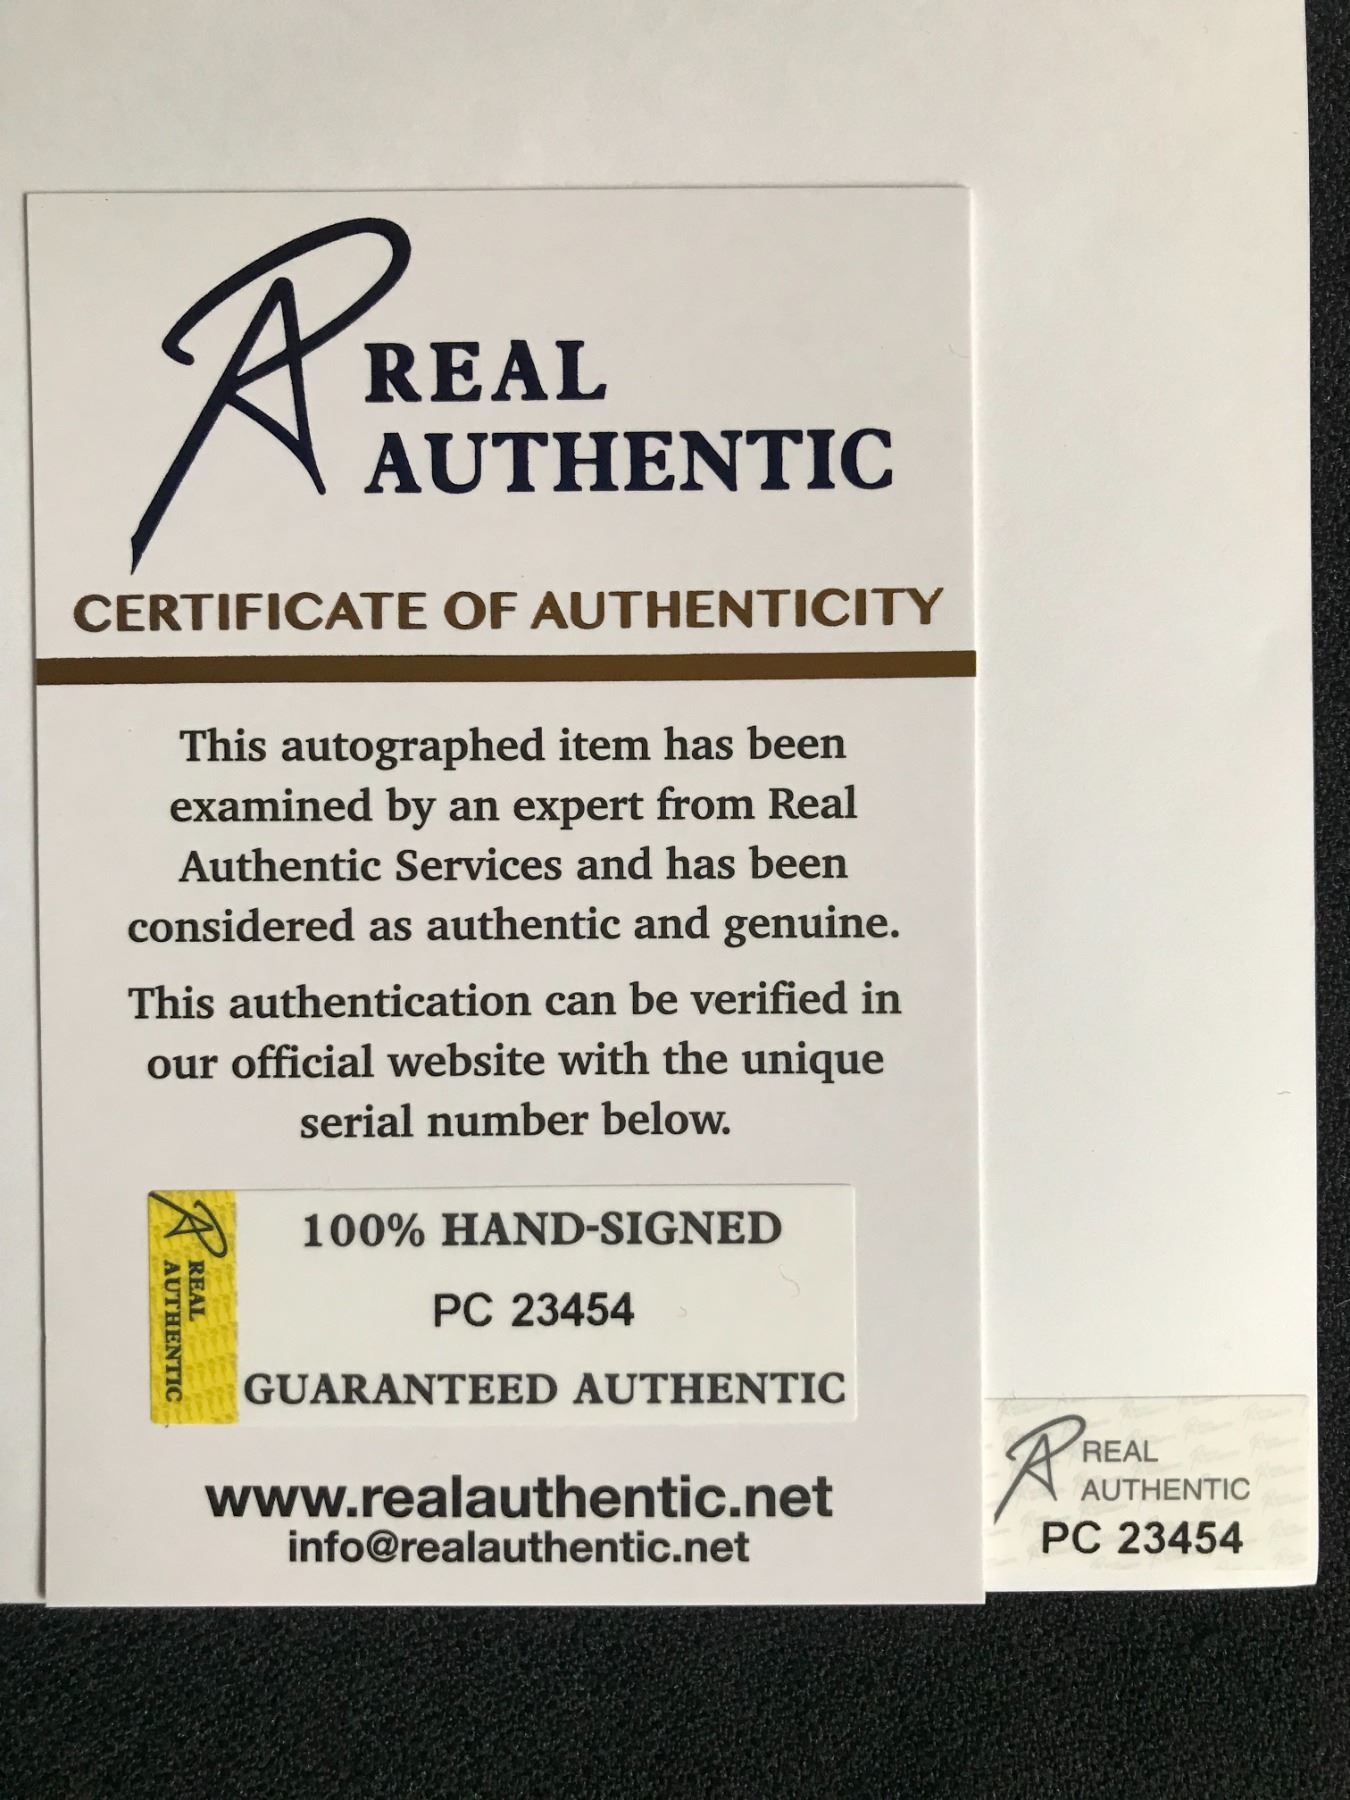 REAL
AUTHENTIC
CERTIFICATE OF AUTHENTICITY
This autographed item has been
examined by an expert from Real
Authentic Services and has been
considered as authentic and genuine.
This authentication can be verified in
our official website with the unique
serial number below.
REAL
AUTHENTIC
100% HAND-SIGNED
PC 23454
GUARANTEED AUTHENTIC
www.realauthentic.net
info@realauthentic.net
REAL
AUTHENTIC
PC 23454